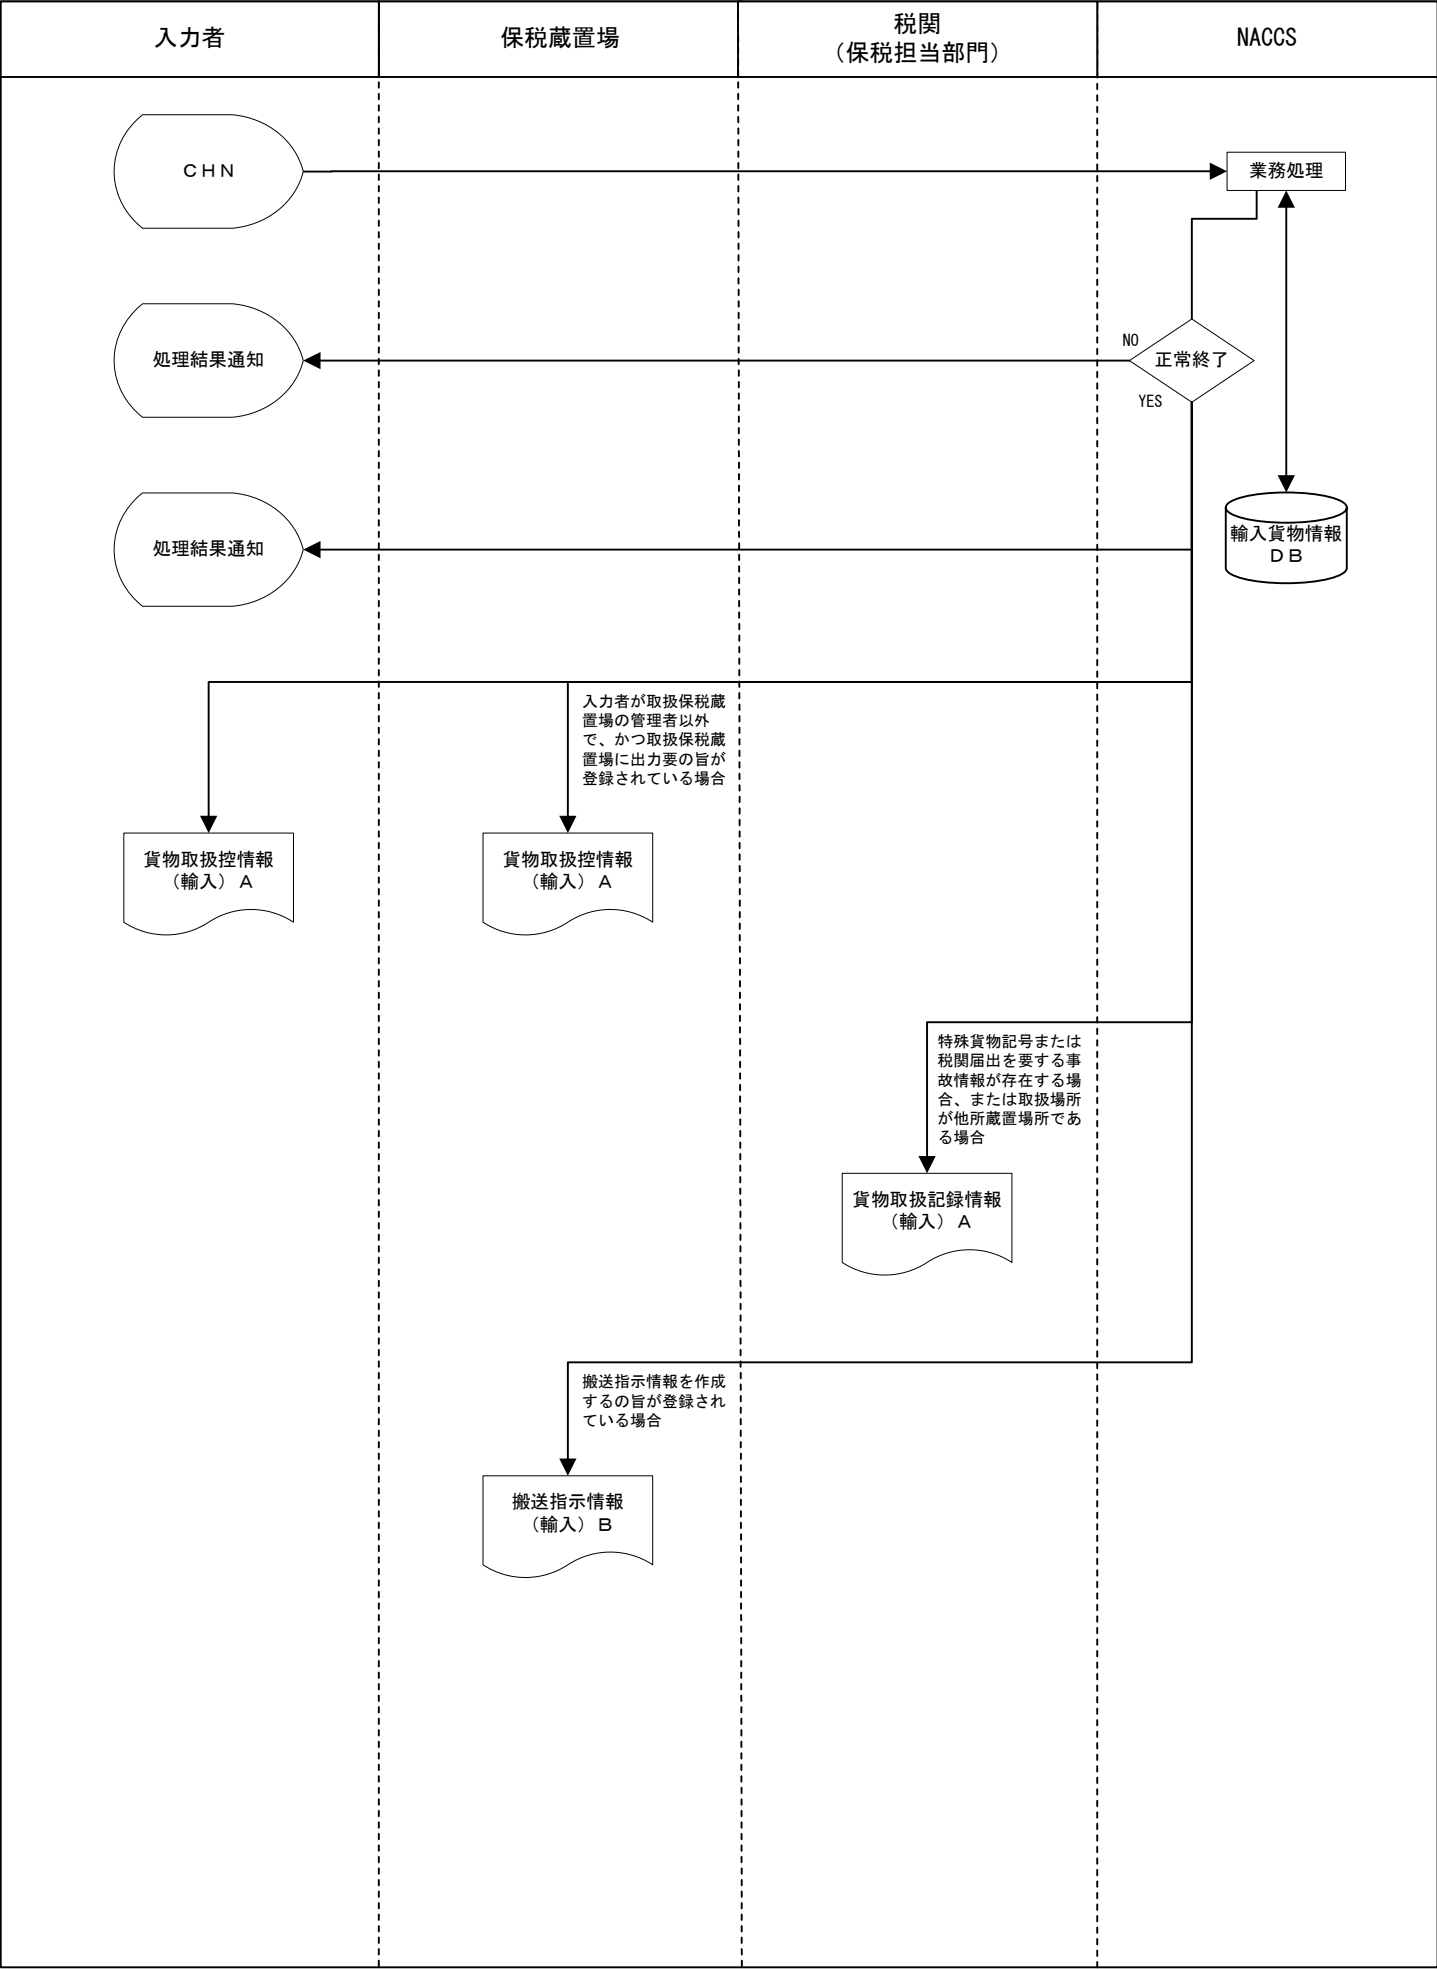 入力者
保税蔵置場
税関
（保税担当部門）
NACCS
ＣＨＮ
業務処理
処理結果通知
NO
正常終了
YES
処理結果通知
輸入貨物情報
ＤＢ
入力者が取扱保税蔵
置場の管理者以外
で、かつ取扱保税蔵
置場に出力要の旨が
登録されている場合
貨物取扱控情報
（輸入）Ａ
貨物取扱控情報
（輸入）Ａ
特殊貨物記号または
税関届出を要する事
故情報が存在する場
合、または取扱場所
が他所蔵置場所であ
る場合
貨物取扱記録情報
（輸入）Ａ
搬送指示情報を作成
するの旨が登録され
ている場合
搬送指示情報
（輸入）Ｂ